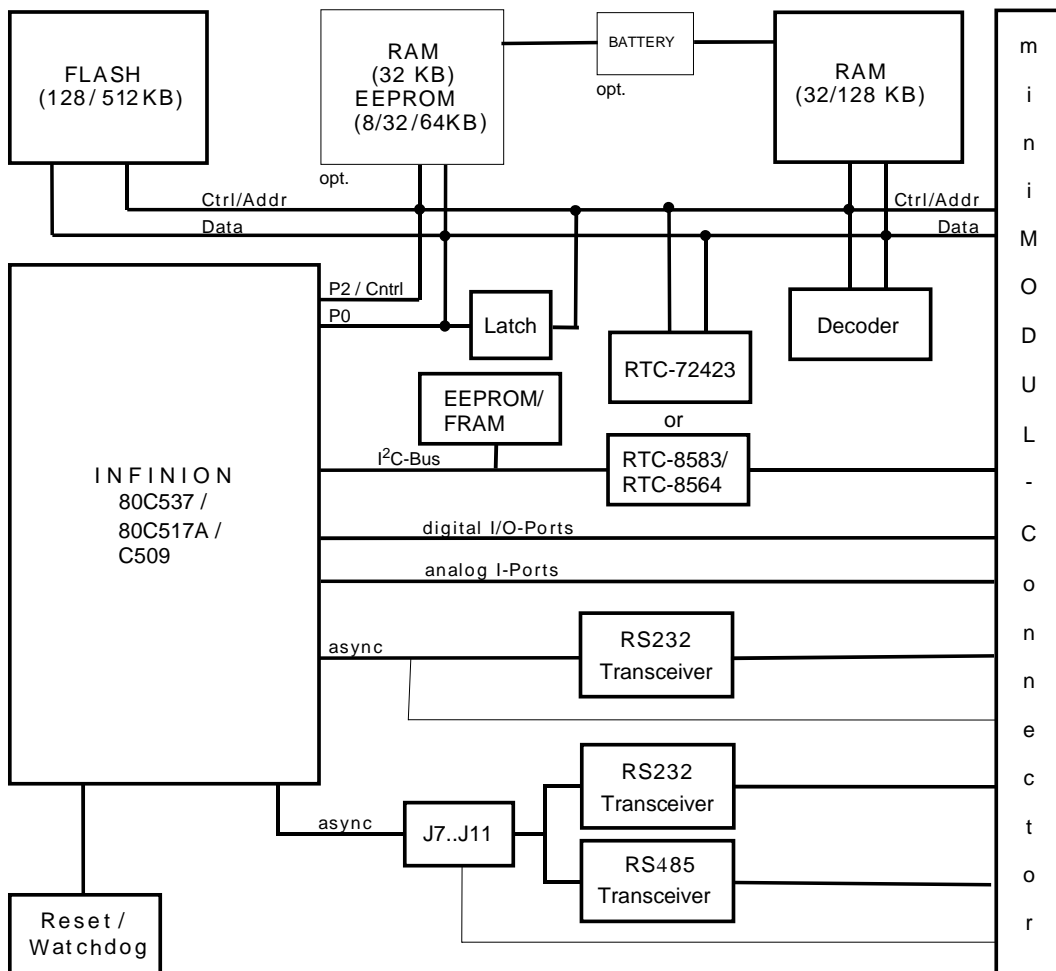 FLASH
(128/ 512KB)
RAM
(32 KB)
EEPROM
(8/32/64KB)
opt.
BATTERY
opt.
RAM
(32/128 KB)
Ctrl/Addr
Data
Ctrl/Addr
Data
P2 / Cntrl
P0
Latch
RTC-72423
or
RTC-8583/
RTC-8564
Decoder
EEPROM/
FRAM
I²C-Bus
INFINION
80C537 /
80C517A /
C509
digital I/O-Ports
analog I-Ports
async
RS232
Transceiver
RS232
Transceiver
async
J7..J11
RS485
Transceiver
Reset /
Watchdog
miniMODUL-Connector